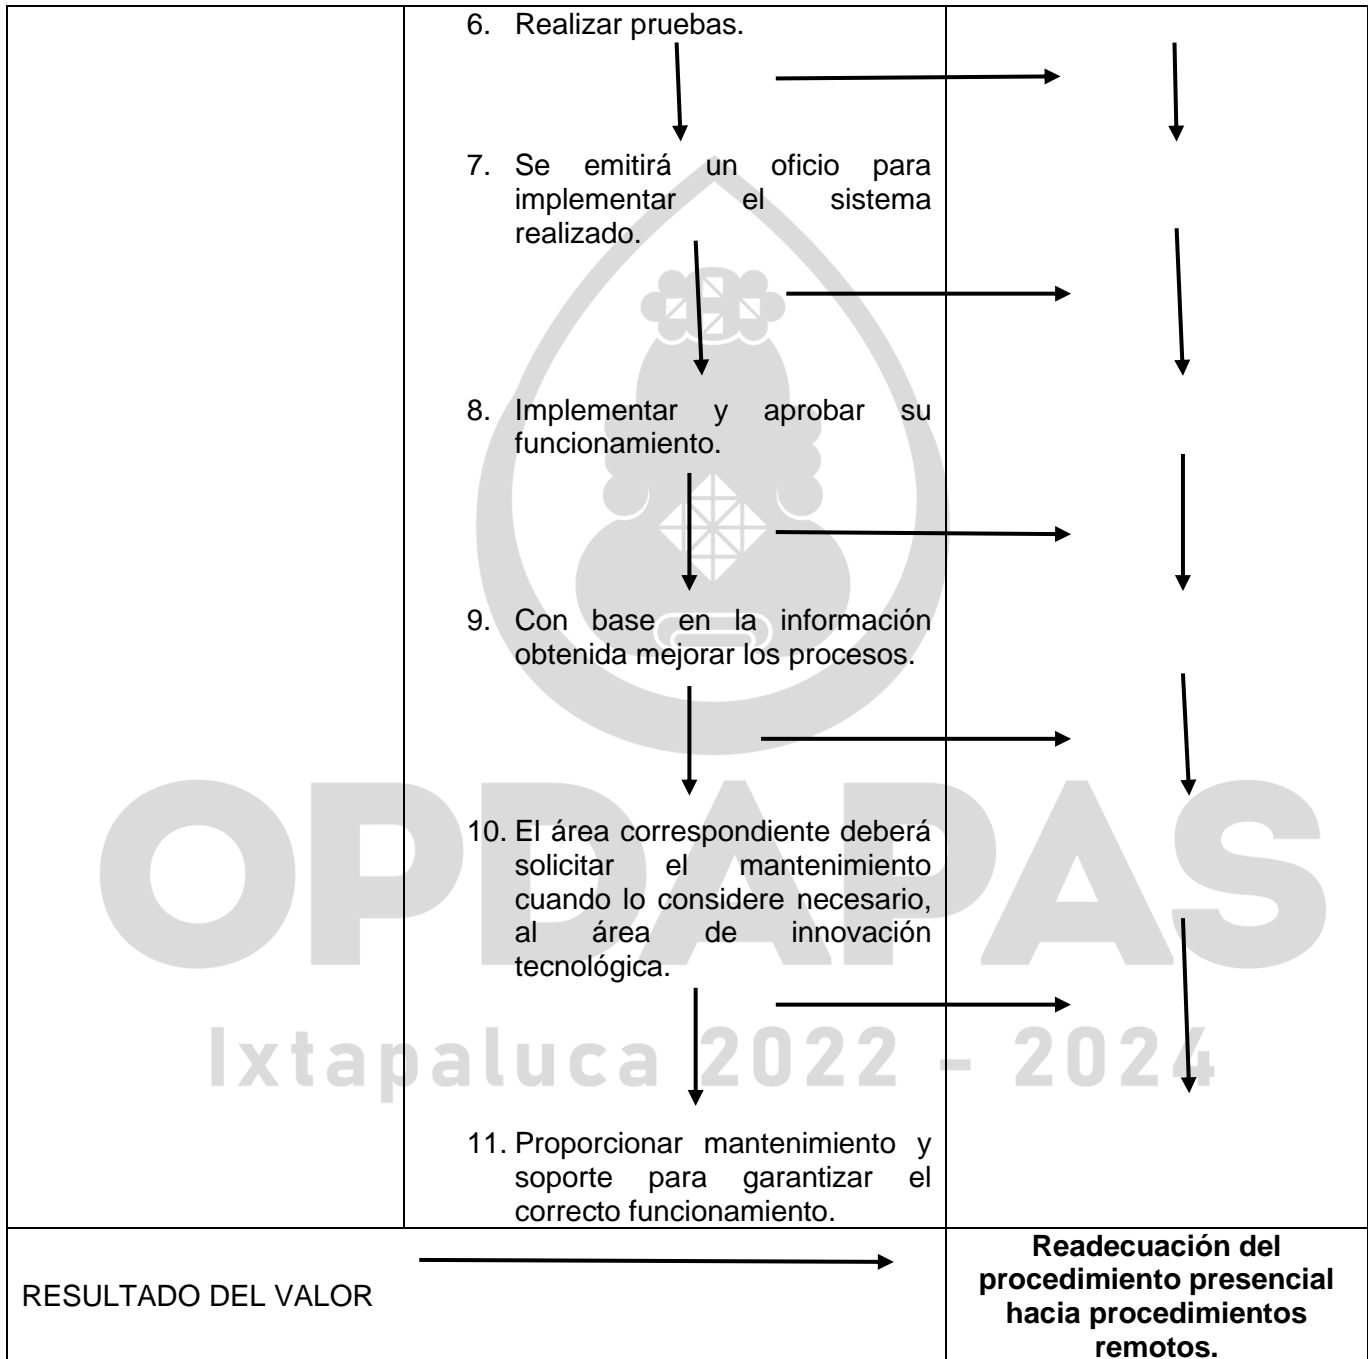 6. Realizar pruebas.
7. Se emitirá un oficio para
implementar el sistema
realizado.
8. Implementar y aprobar su
funcionamiento.
9. Con base en la información
obtenida mejorar los procesos.
10. El área correspondiente deberá
solicitar el mantenimiento
cuando lo considere necesario,
al área de innovación
tecnológica.
11. Proporcionar mantenimiento y
soporte para garantizar el
correcto funcionamiento.
OPDAPAS
Ixtapaluca 2022 - 2024
RESULTADO DEL VALOR
Readecuación del
procedimiento presencial
hacia procedimientos
remotos.